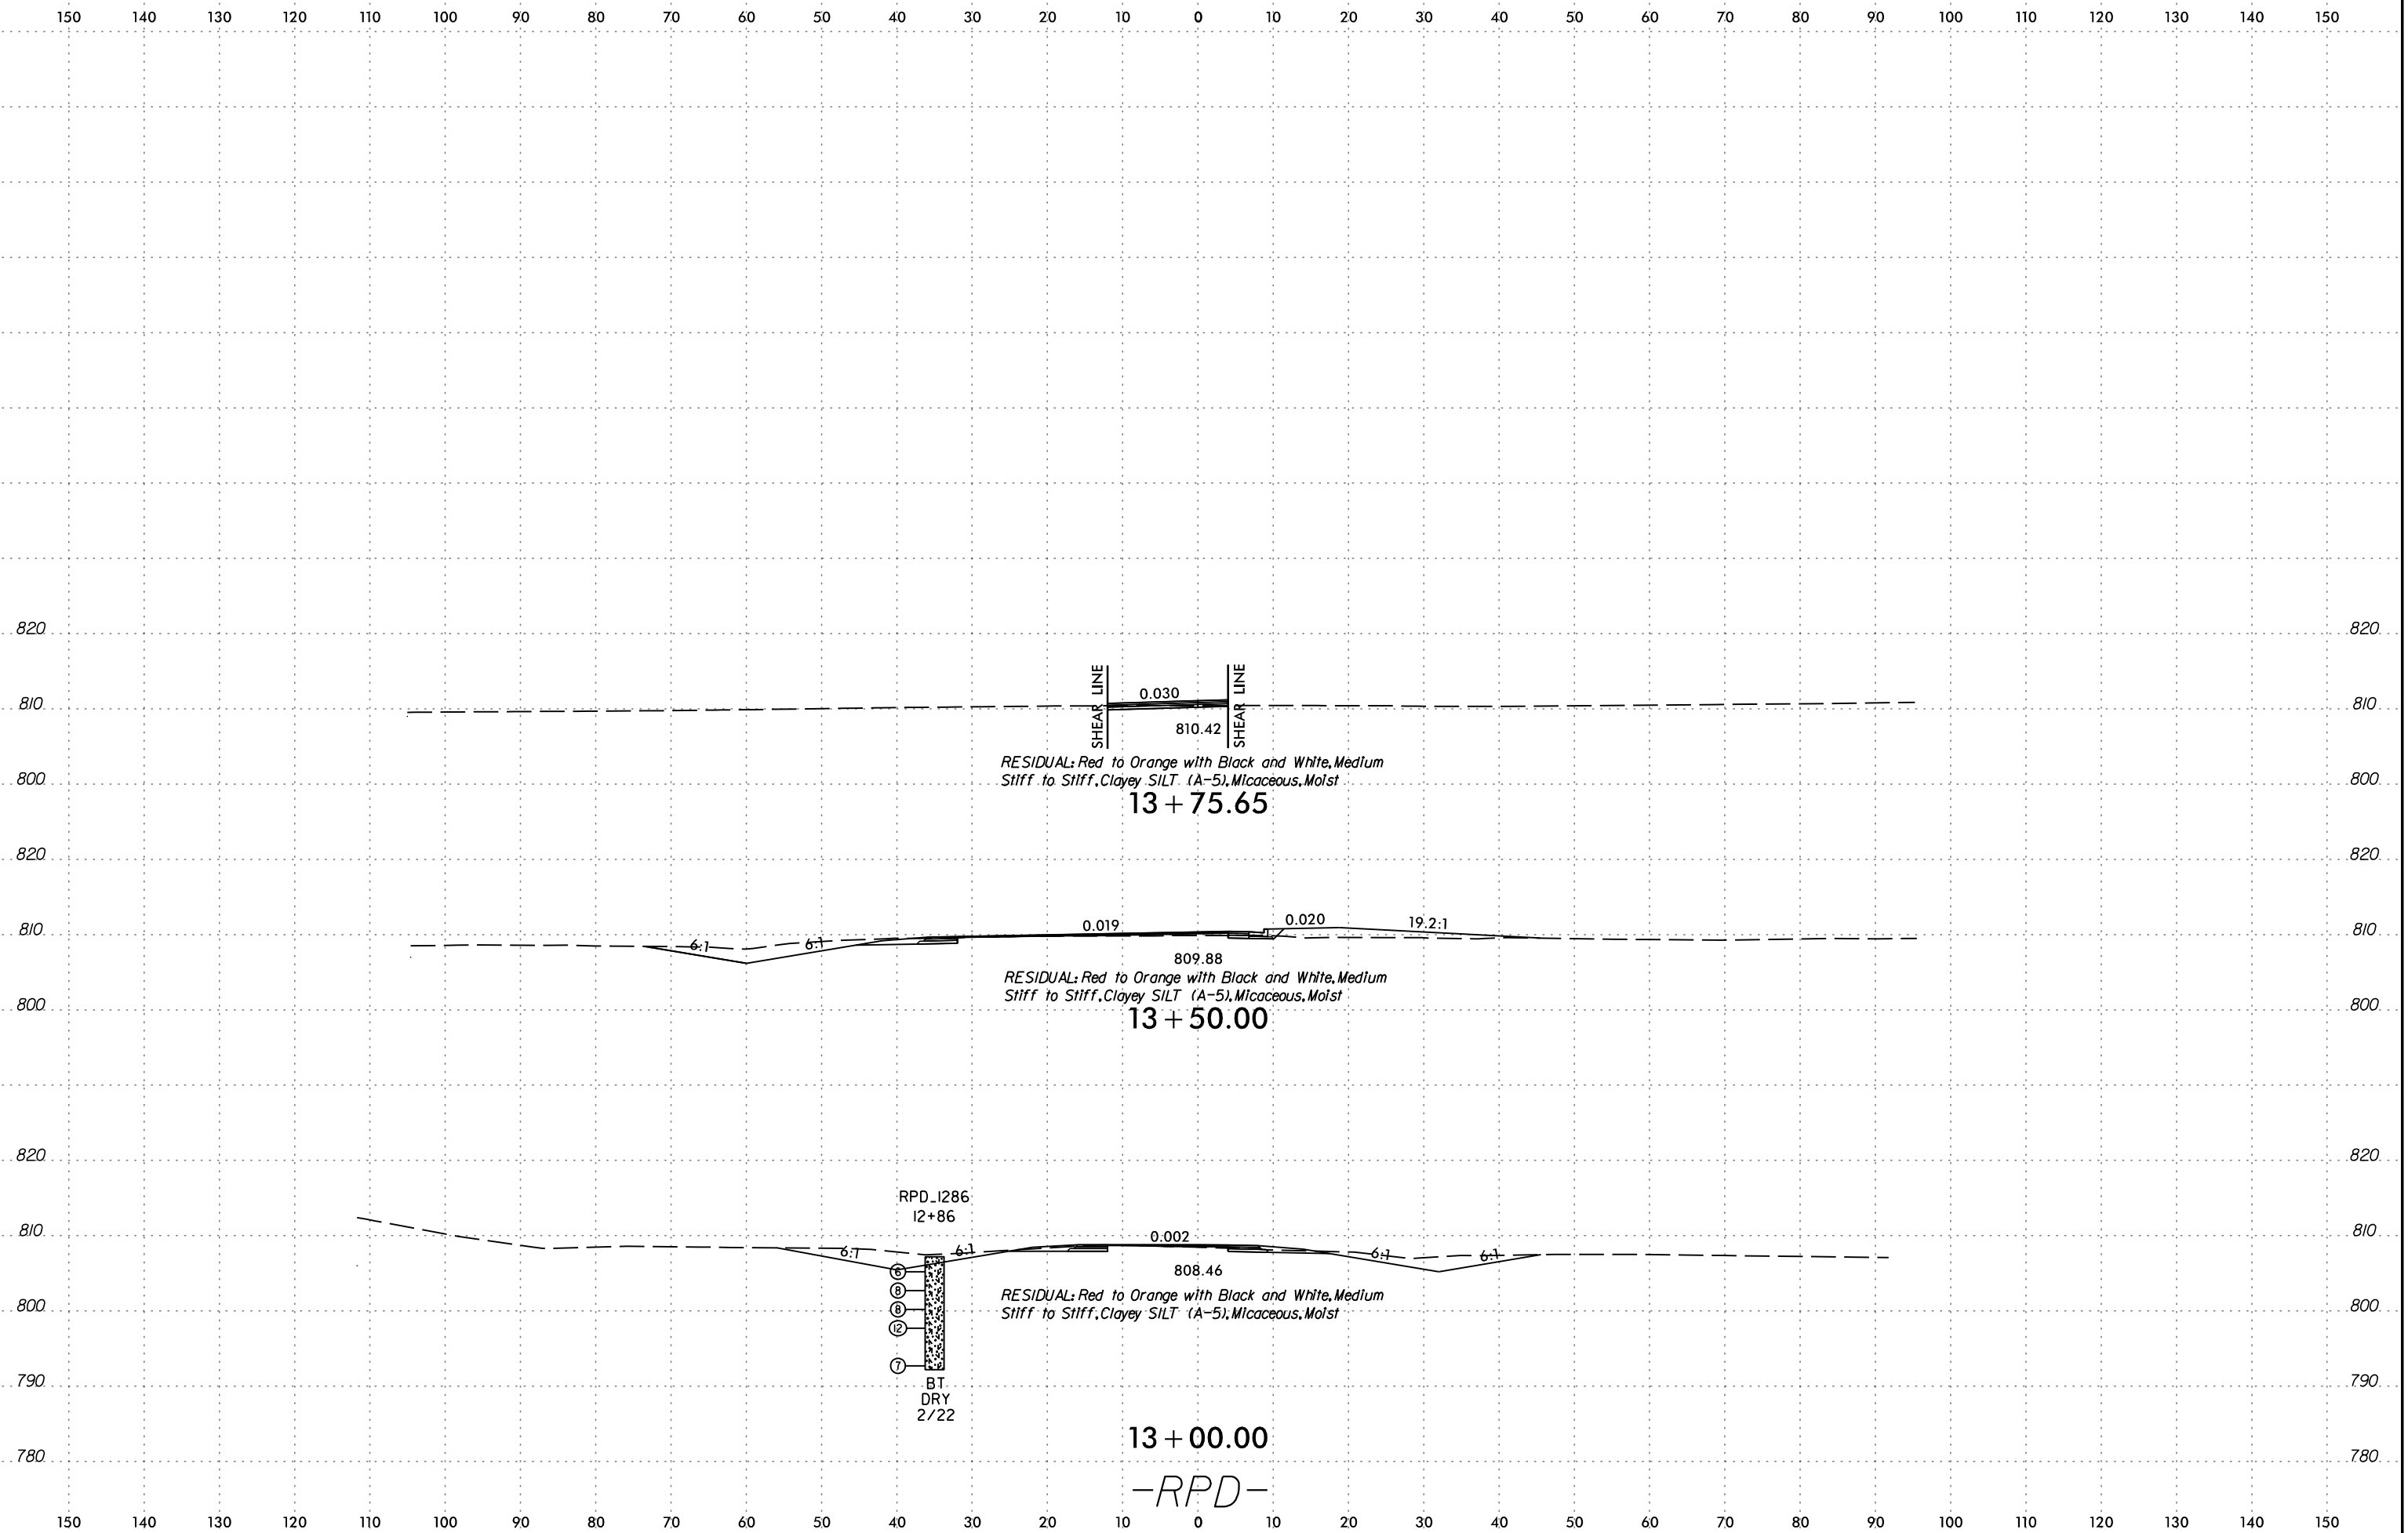 150 140 130 120 110 100 90 80 70 60 50 40 30 20 10 0 10 20 30 40 50 60 70 80 90 100 110 120 130 140 150
820 820
SHEAR LINE
SHEAR LINE
0.030
810 810
810.42
RESIDUAL: Red to Orange with Black and White, Medium
Stiff to Stiff, Clayey SILT (A-5), Micaceous, Moist
800 800
13+75.65
820 820
0.019 0.020 19.2:1
810 810
6:1 6:1
809.88
RESIDUAL: Red to Orange with Black and White, Medium
Stiff to Stiff, Clayey SILT (A-5), Micaceous, Moist
800 800
13+50.00
820 820
RPD_1286
12+86
810 810
0.002
6:1 6:1 6:1 6:1
6
808.46
8
RESIDUAL: Red to Orange with Black and White, Medium
Stiff to Stiff, Clayey SILT (A-5), Micaceous, Moist
800 800
8
12
7
790 790
BT
DRY
2/22
13+00.00
780 780
-RPD-
150 140 130 120 110 100 90 80 70 60 50 40 30 20 10 0 10 20 30 40 50 60 70 80 90 100 110 120 130 140 150